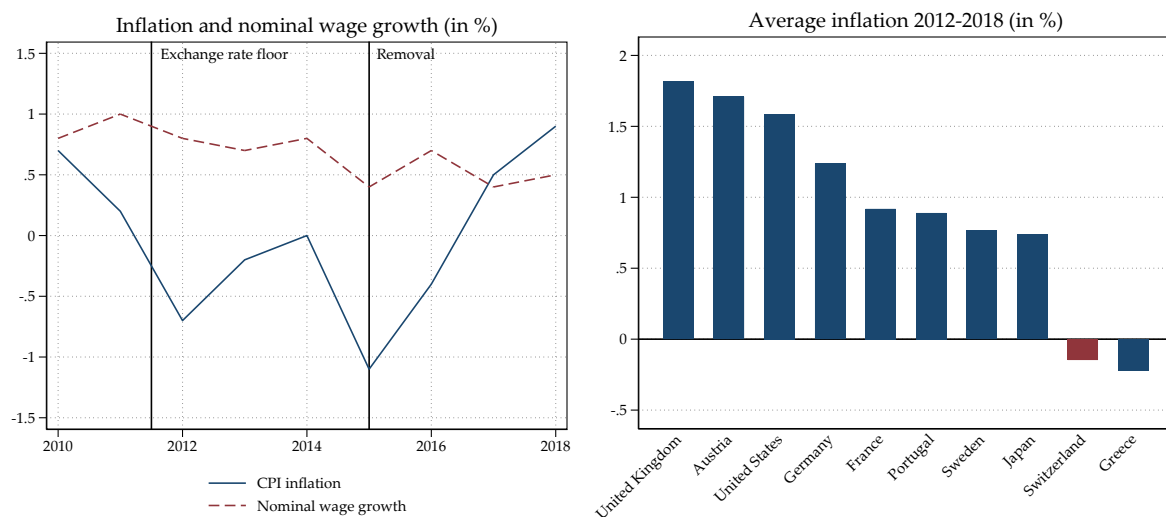 Inflation and nominal wage growth (in %)
Exchange rate floor
Removal
1.5
1
.5
0
-.5
-1
-1.5
2010
2012
2014
2016
2018
CPI inflation
Nominal wage growth
Average inflation 2012-2018 (in %)
2
1.5
1
.5
0
-.5
United Kingdom
Austria
United States
Germany
France
Portugal
Sweden
Japan
Switzerland
Greece